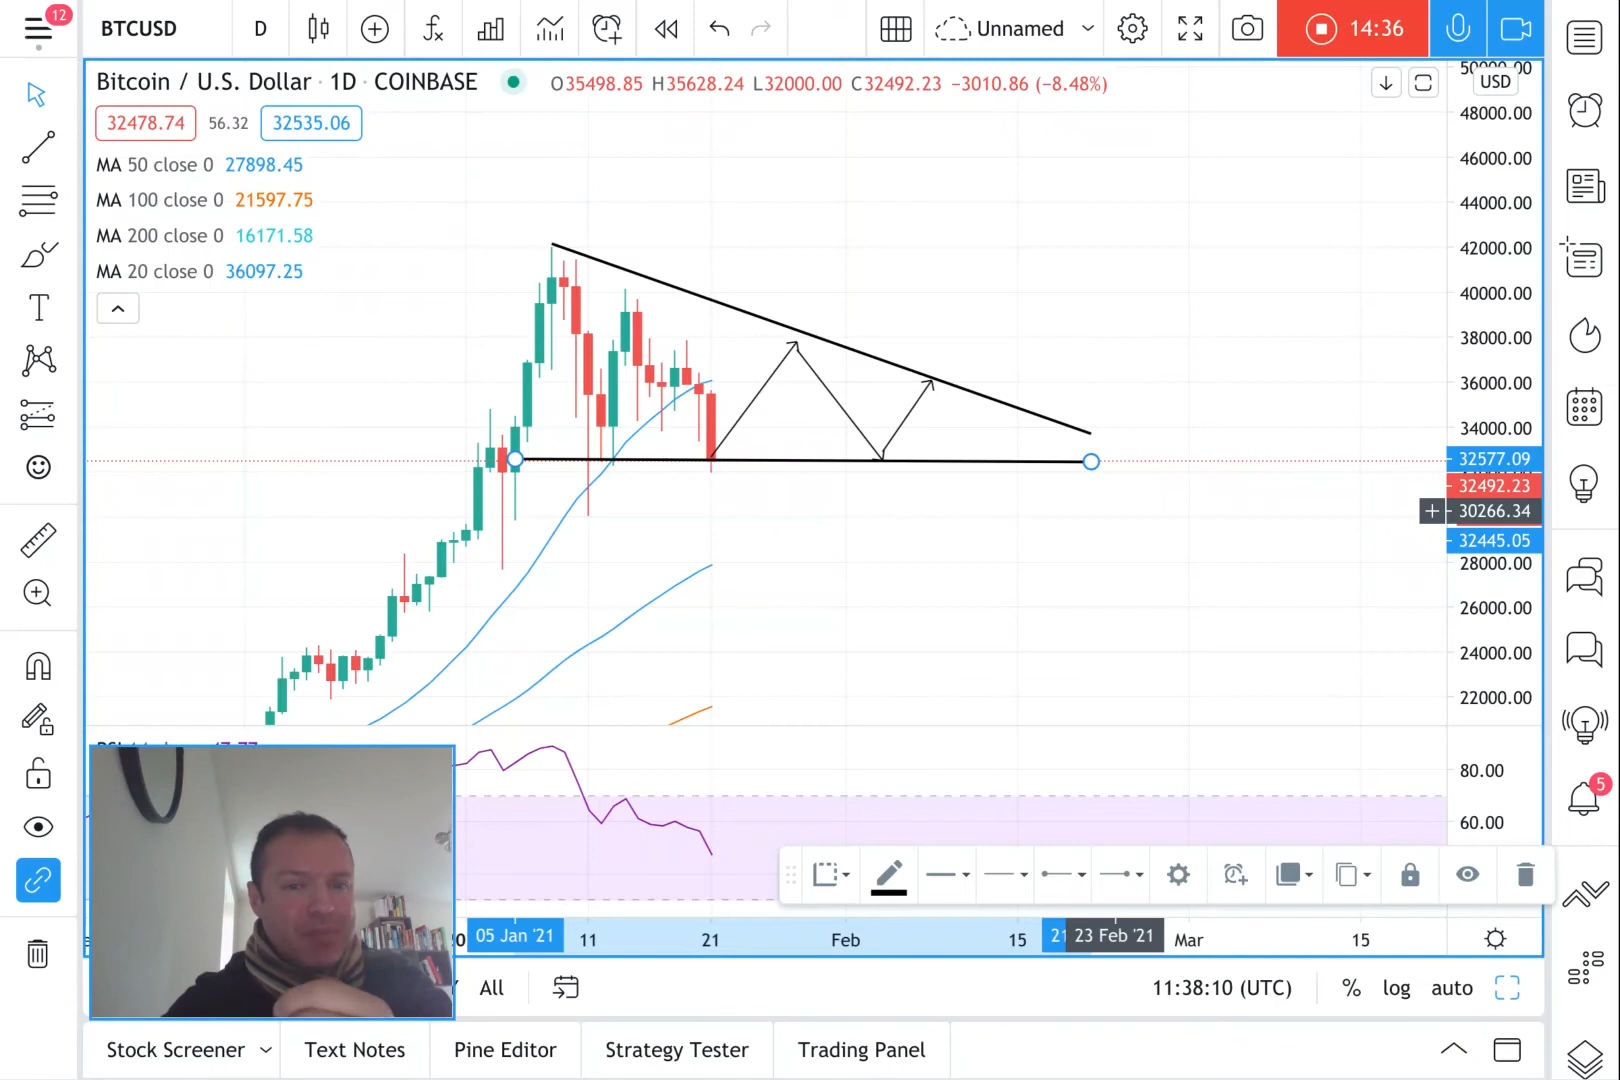 12
BTCUSD
D
Unnamed
14:36
Bitcoin / U.S. Dollar · 1D · COINBASE
O35498.85 H35628.24 L32000.00 C32492.23 −3010.86 (−8.48%)
USD
32478.74 56.32 32535.06
MA 50 close 0 27898.45
MA 100 close 0 21597.75
MA 200 close 0 16171.58
MA 20 close 0 36097.25
48000.00
46000.00
44000.00
42000.00
40000.00
38000.00
36000.00
34000.00
32577.09
32492.23
30266.34
32445.05
28000.00
26000.00
24000.00
22000.00
80.00
60.00
5
05 Jan '21
11
21
Feb
15
23 Feb '21
Mar
15
All
11:38:10 (UTC)
%
log
auto
Stock Screener
Text Notes
Pine Editor
Strategy Tester
Trading Panel